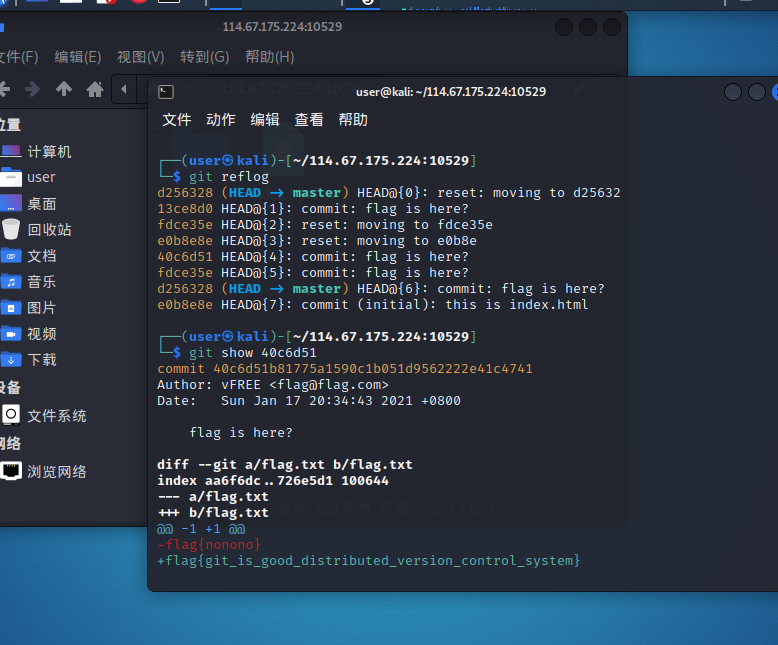 114.67.175.224:10529
文件(F) 编辑(E) 视图(V) 转到(G) 帮助(H)
位置
计算机
user
桌面
回收站
文档
音乐
图片
视频
下载
设备
文件系统
网络
浏览网络
user@kali: ~/114.67.175.224:10529
文件 动作 编辑 查看 帮助
┌──(user㉿kali)-[~/114.67.175.224:10529]
└─$ git reflog
d256328 (HEAD → master) HEAD@{0}: reset: moving to d25632
13ce8d0 HEAD@{1}: commit: flag is here?
fdce35e HEAD@{2}: reset: moving to fdce35e
e0b8e8e HEAD@{3}: reset: moving to e0b8e
40c6d51 HEAD@{4}: commit: flag is here?
fdce35e HEAD@{5}: commit: flag is here?
d256328 (HEAD → master) HEAD@{6}: commit: flag is here?
e0b8e8e HEAD@{7}: commit (initial): this is index.html
┌──(user㉿kali)-[~/114.67.175.224:10529]
└─$ git show 40c6d51
commit 40c6d51b81775a1590c1b051d9562222e41c4741
Author: vFREE <flag@flag.com>
Date:   Sun Jan 17 20:34:43 2021 +0800
flag is here?
diff --git a/flag.txt b/flag.txt
index aa6f6dc..726e5d1 100644
--- a/flag.txt
+++ b/flag.txt
@@ -1 +1 @@
-flag{nonono}
+flag{git_is_good_distributed_version_control_system}